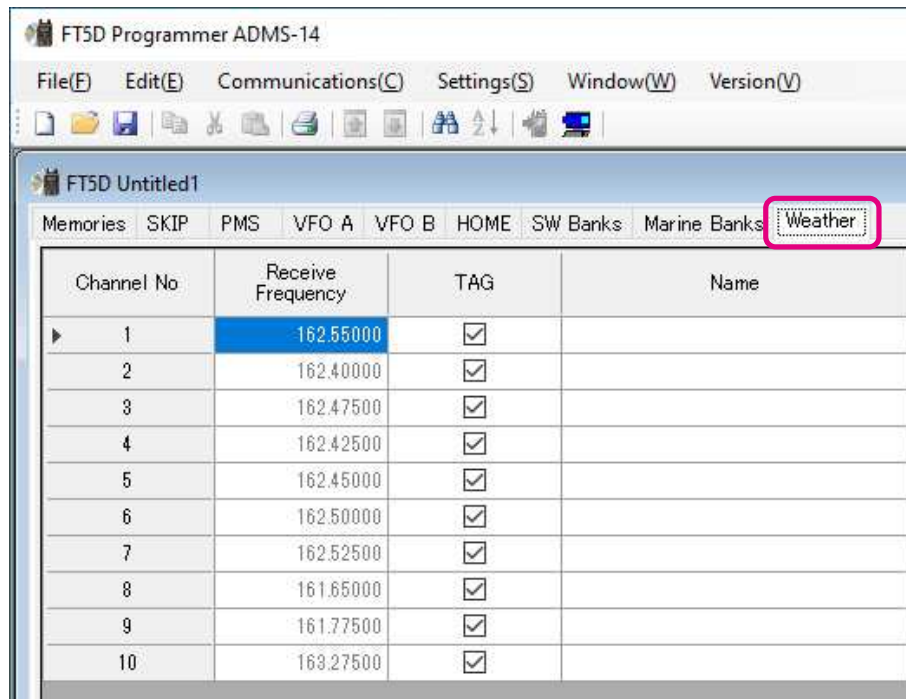 FT5D Programmer ADMS-14
File(F) Edit(E) Communications(C) Settings(S) Window(W) Version(V)
FT5D Untitled1
Memories SKIP PMS VFO A VFO B HOME SW Banks Marine Banks Weather
Channel No Receive Frequency TAG Name
1 162.55000
2 162.40000
3 162.47500
4 162.42500
5 162.45000
6 162.50000
7 162.52500
8 161.65000
9 161.77500
10 163.27500